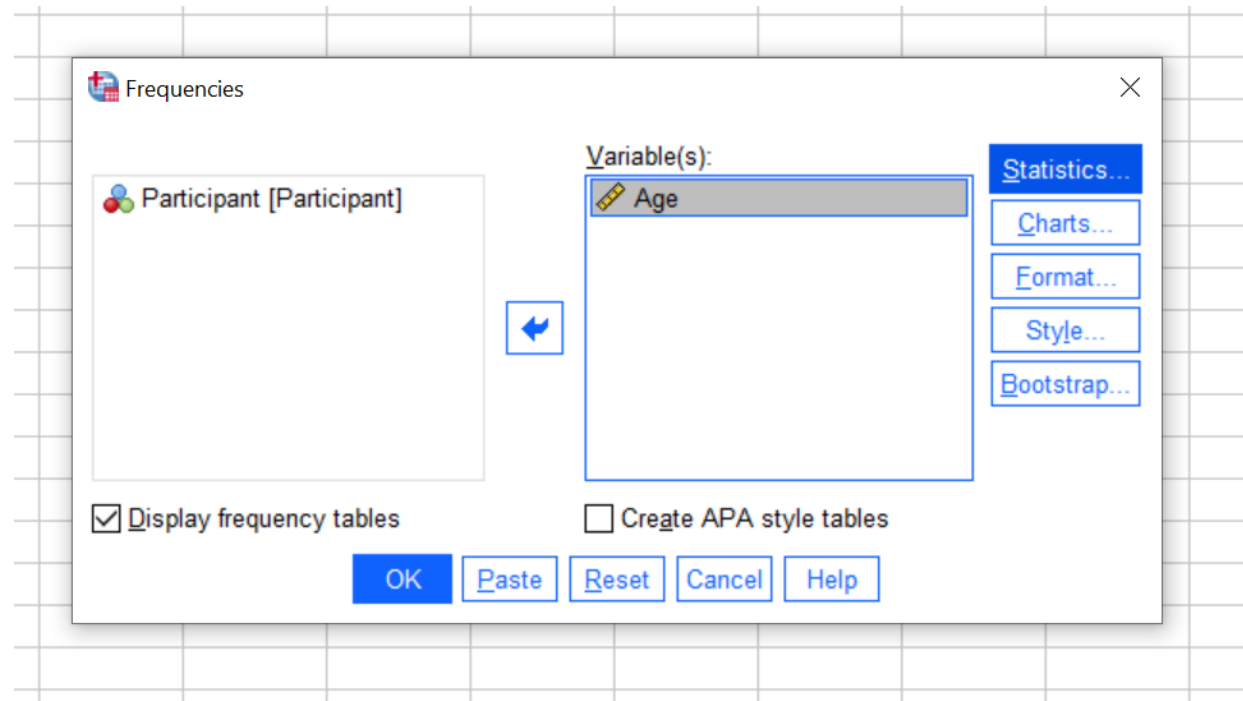 Frequencies
Participant [Participant]
Variable(s):
Age
Statistics...
Charts...
Format...
Style...
Bootstrap...
Display frequency tables
Create APA style tables
OK
Paste
Reset
Cancel
Help